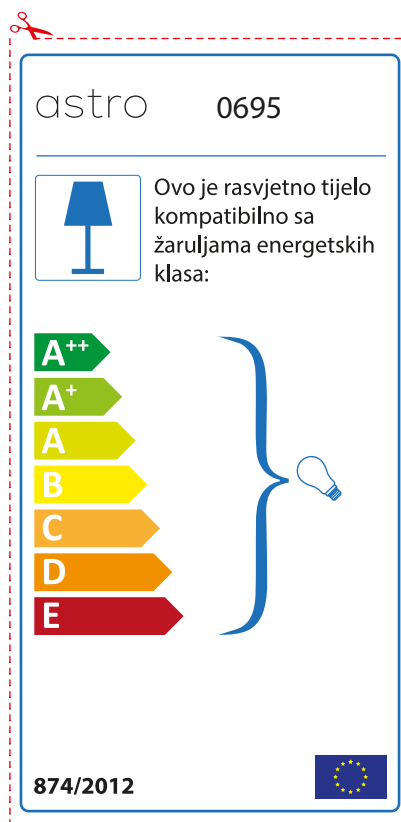 astro 0695
Ovo je rasvjetno tijelo
kompatibilno sa
žaruljama energetskih
klasa:
A++
A+
A
B
C
D
E
874/2012